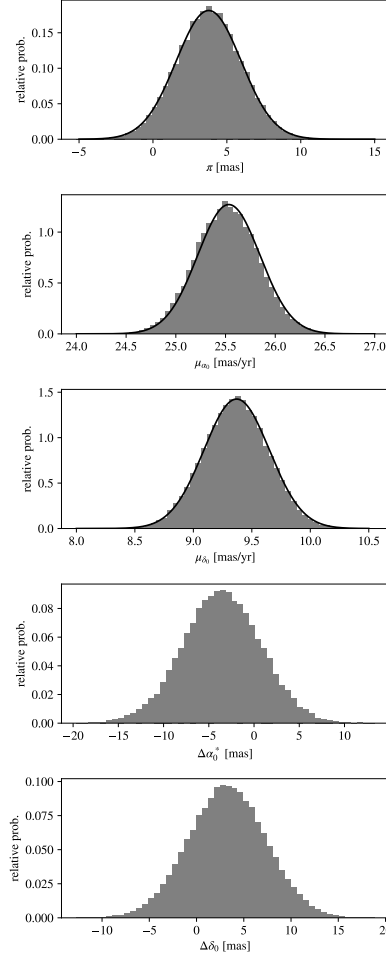 relative prob.
0.15
0.10
0.05
0.00
−5 0 5 10 15
π [mas]
relative prob.
1.0
0.5
0.0
24.0 24.5 25.0 25.5 26.0 26.5 27.0
μα₀ [mas/yr]
relative prob.
1.5
1.0
0.5
0.0
8.0 8.5 9.0 9.5 10.0 10.5
μδ₀ [mas/yr]
relative prob.
0.08
0.06
0.04
0.02
0.00
−20 −15 −10 −5 0 5 10
Δα₀* [mas]
relative prob.
0.100
0.075
0.050
0.025
0.000
−10 −5 0 5 10 15 20
Δδ₀ [mas]